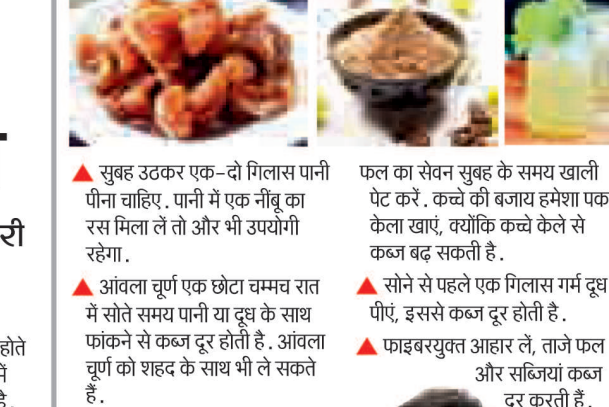 री
होते
में
है.
▲ सुबह उठकर एक-दो गिलास पानी
पीना चाहिए. पानी में एक नींबू का
रस मिला लें तो और भी उपयोगी
रहेगा.
▲ आंवला चूर्ण एक छोटा चम्मच रात
में सोते समय पानी या दूध के साथ
फांकने से कब्ज दूर होती है. आंवला
चूर्ण को शहद के साथ भी ले सकते
हैं.
फल का सेवन सुबह के समय खाली
पेट करें. कच्चे की बजाय हमेशा पक
केला खाएं, क्योंकि कच्चे केले से
कब्ज बढ़ सकती है.
▲ सोने से पहले एक गिलास गर्म दूध
पीएं, इससे कब्ज दूर होती है.
▲ फाइबरयुक्त आहार लें, ताजे फल
और सब्जियां कब्ज
दूर करती हैं.